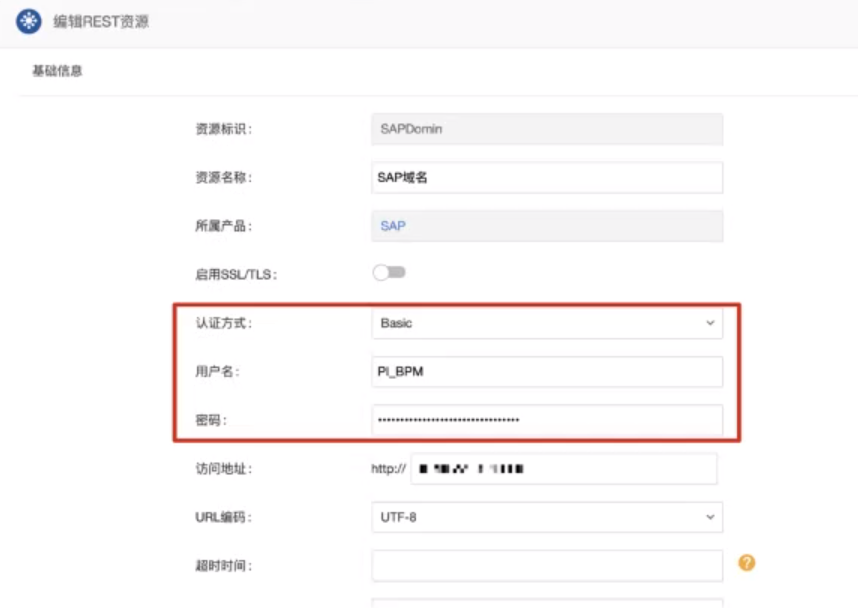 编辑REST资源
基础信息
资源标识： SAPDomin
资源名称： SAP域名
所属产品： SAP
启用SSL/TLS：
认证方式： Basic
用户名： PI_BPM
密码： ••••••••••••••••••••••••••••••••
访问地址： http://
URL编码： UTF-8
超时时间： ?